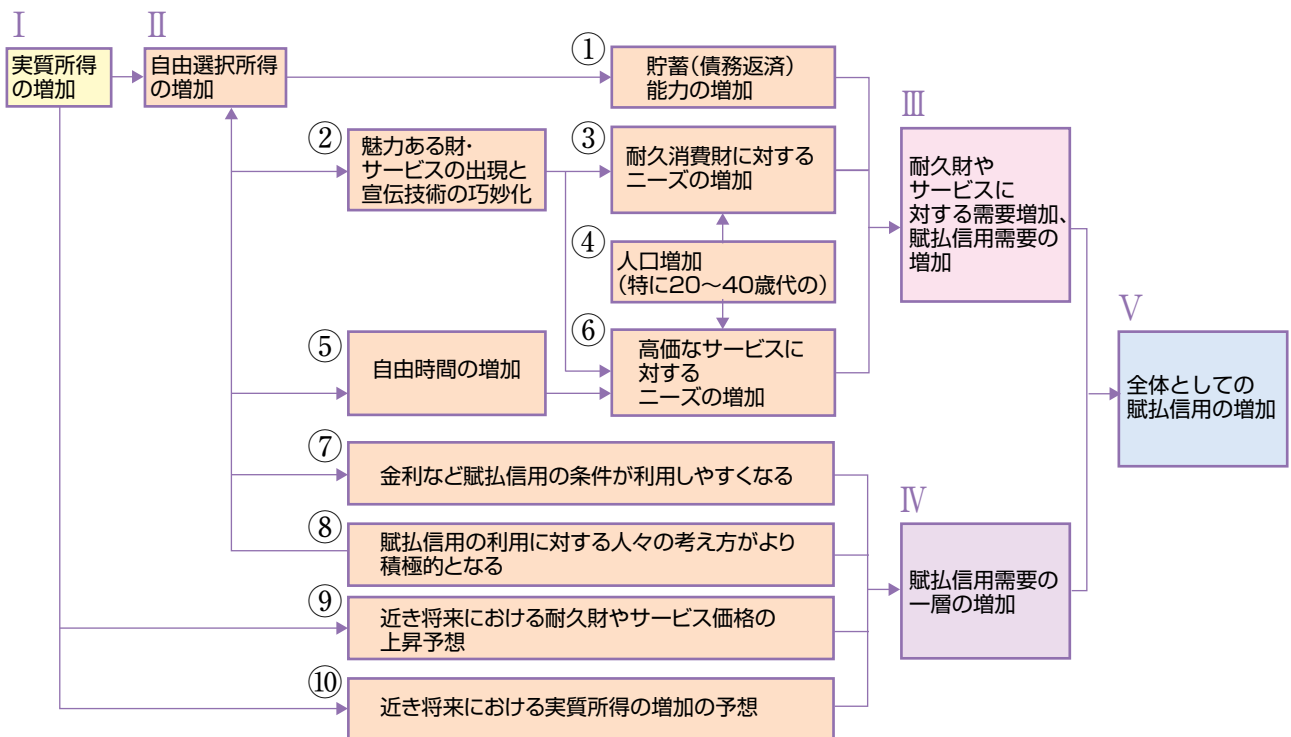 Ⅰ
実質所得
の増加
Ⅱ
自由選択所得
の増加
①
貯蓄（債務返済）
能力の増加
②
魅力ある財・
サービスの出現と
宣伝技術の巧妙化
③
耐久消費財に対する
ニーズの増加
④
人口増加
（特に20〜40歳代の）
⑤
自由時間の増加
⑥
高価なサービスに
対する
ニーズの増加
Ⅲ
耐久財や
サービスに
対する需要増加、
賦払信用需要の
増加
⑦
金利など賦払信用の条件が利用しやすくなる
⑧
賦払信用の利用に対する人々の考え方がより
積極的となる
⑨
近き将来における耐久財やサービス価格の
上昇予想
⑩
近き将来における実質所得の増加の予想
Ⅳ
賦払信用需要の
一層の増加
Ⅴ
全体としての
賦払信用の増加